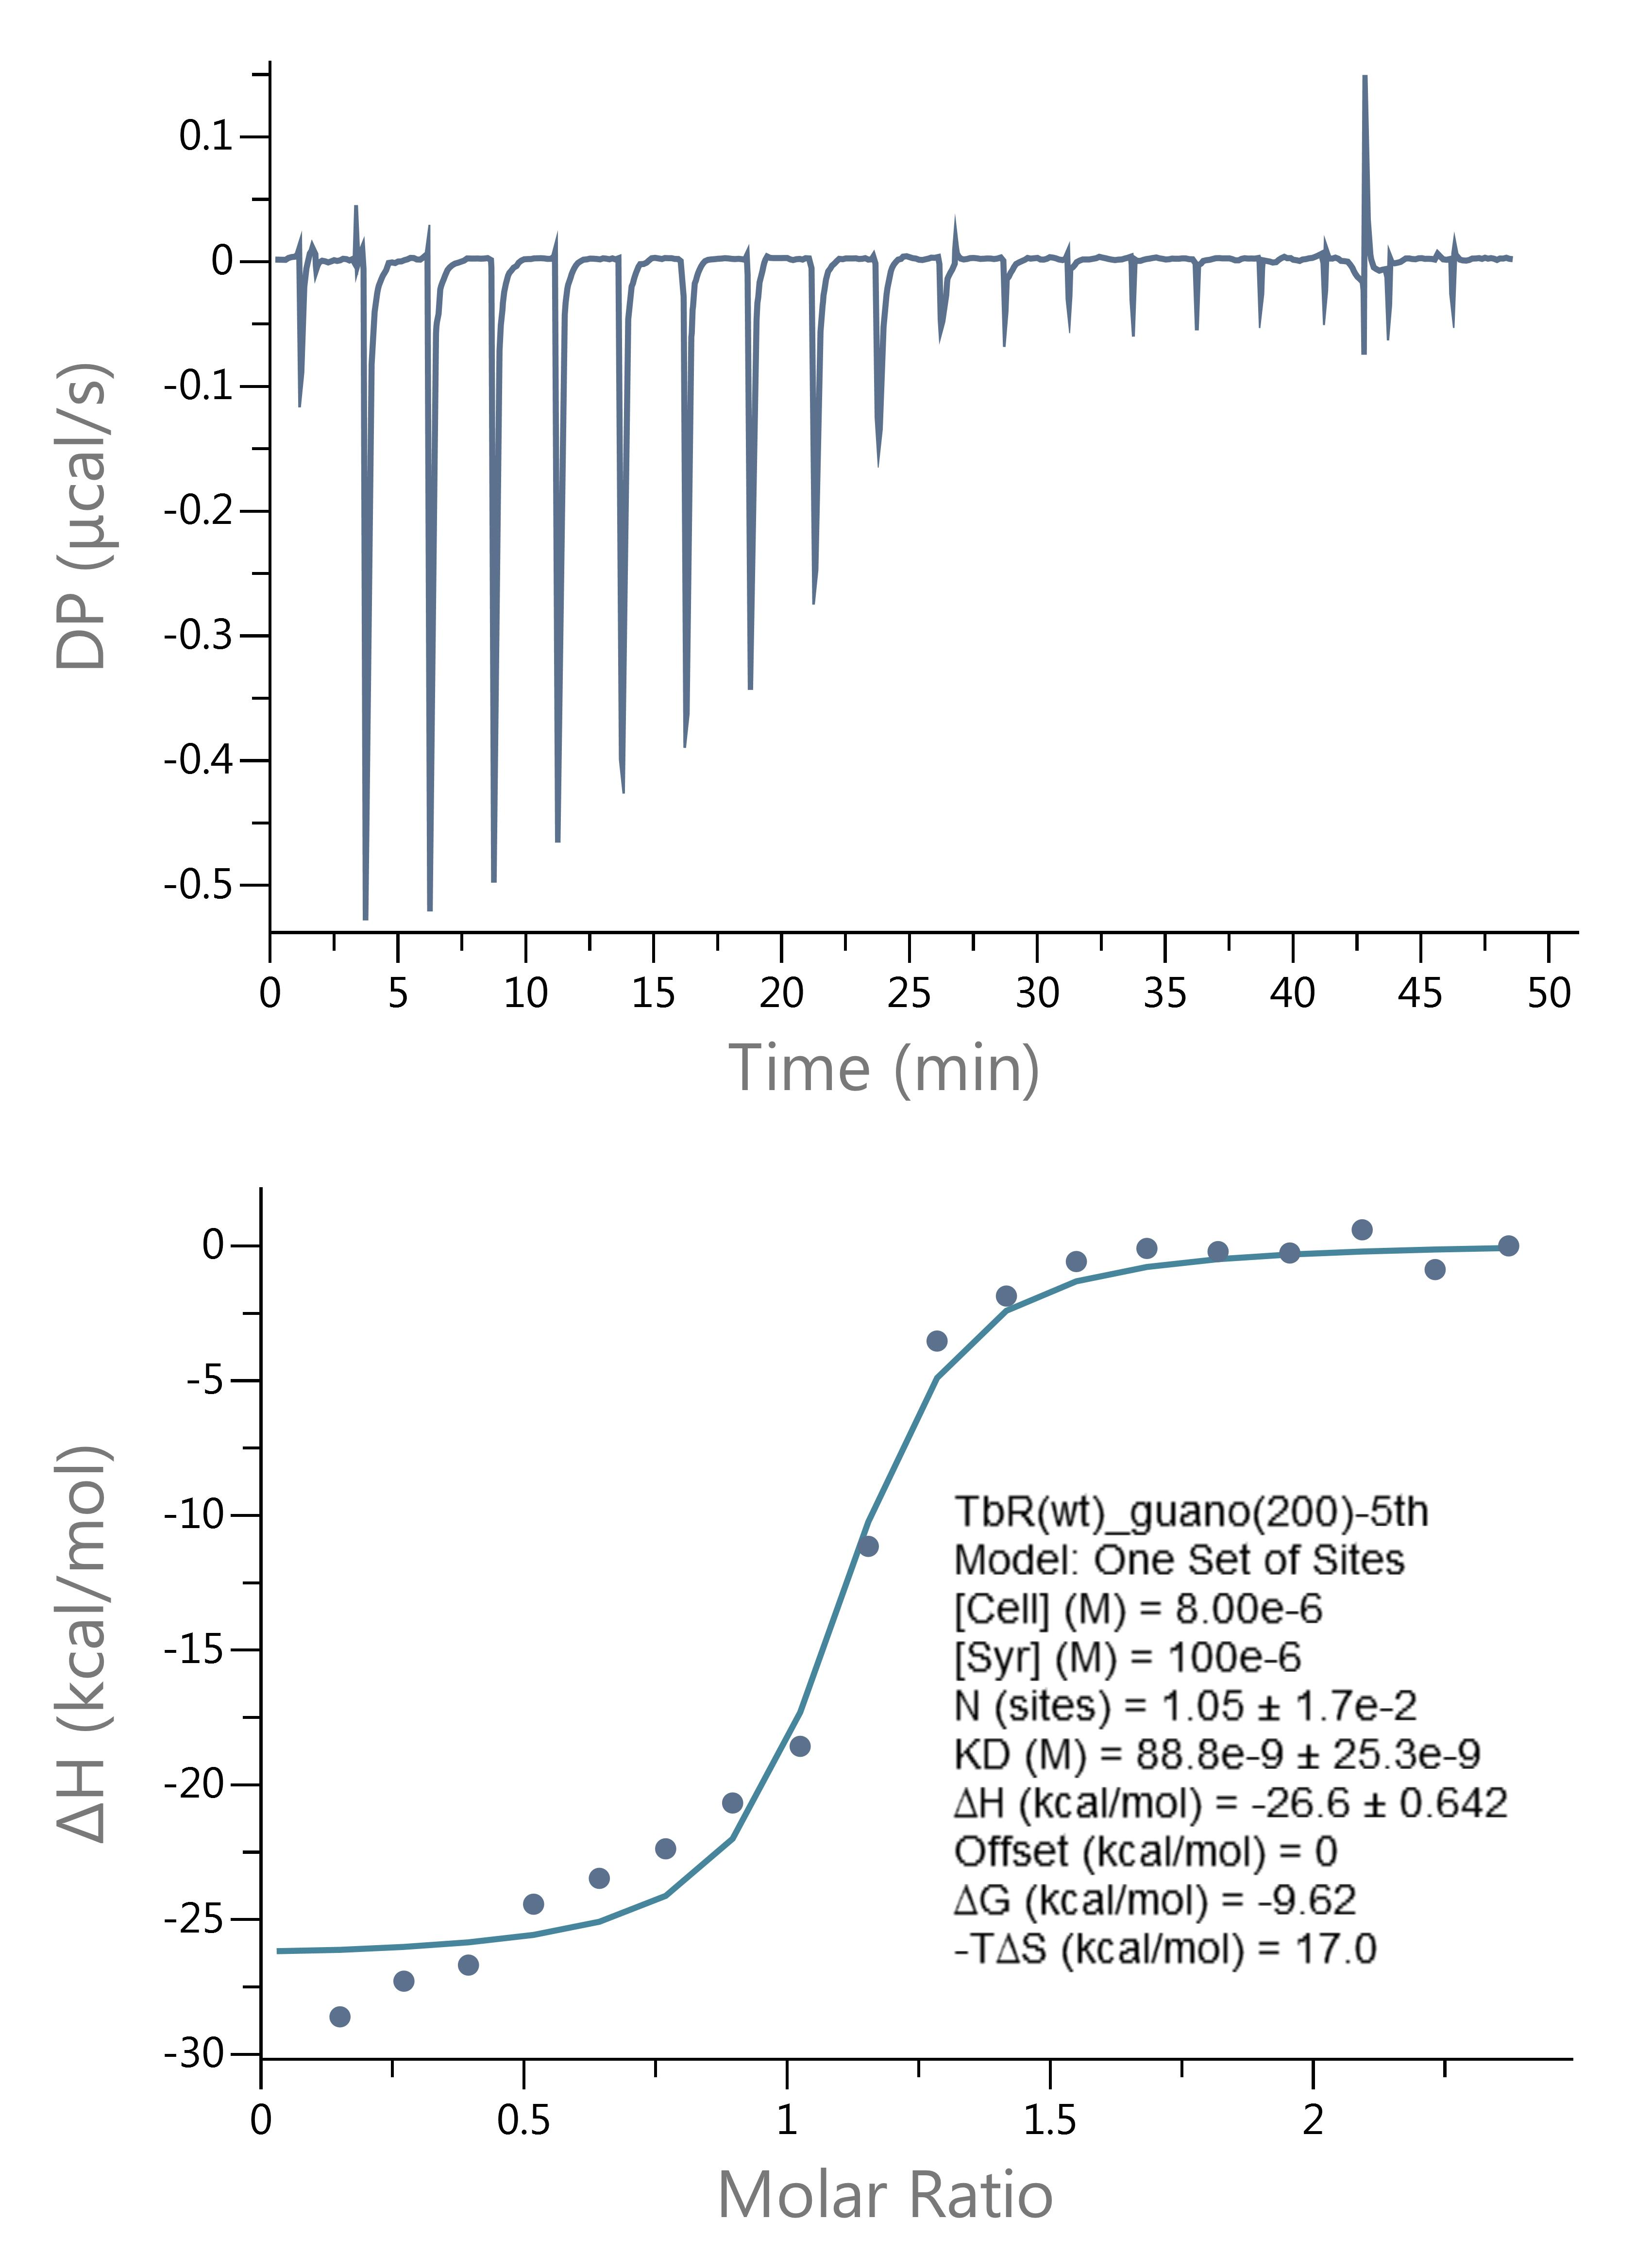 0.1
0
-0.1
-0.2
-0.3
-0.4
-0.5
DP (µcal/s)
0 5 10 15 20 25 30 35 40 45 50
Time (min)
0
-5
-10
-15
-20
-25
-30
ΔH (kcal/mol)
TbR(wt)_guano(200)-5th
Model: One Set of Sites
[Cell] (M) = 8.00e-6
[Syr] (M) = 100e-6
N (sites) = 1.05 ± 1.7e-2
KD (M) = 88.8e-9 ± 25.3e-9
ΔH (kcal/mol) = -26.6 ± 0.642
Offset (kcal/mol) = 0
ΔG (kcal/mol) = -9.62
-TΔS (kcal/mol) = 17.0
0 0.5 1 1.5 2
Molar Ratio